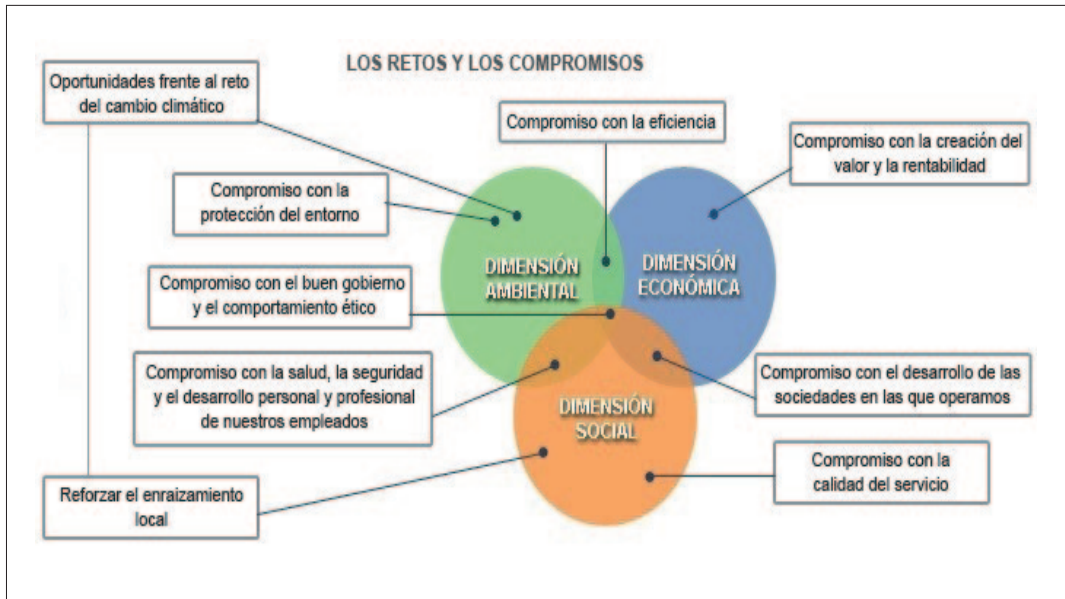 LOS RETOS Y LOS COMPROMISOS
Oportunidades frente al reto
del cambio climático
Compromiso con la eficiencia
Compromiso con la creación del
valor y la rentabilidad
Compromiso con la
protección del entorno
DIMENSIÓN
AMBIENTAL
DIMENSIÓN
ECONÓMICA
Compromiso con el buen gobierno
y el comportamiento ético
Compromiso con la salud, la seguridad
y el desarrollo personal y profesional
de nuestros empleados
Compromiso con el desarrollo de las
sociedades en las que operamos
DIMENSIÓN
SOCIAL
Compromiso con la
calidad del servicio
Reforzar el enraizamiento
local